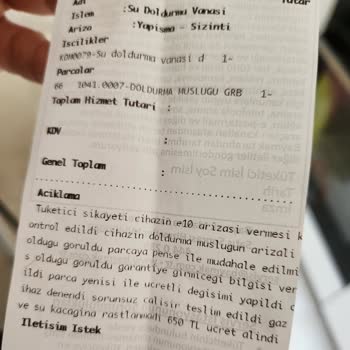 Adi Tutar
Islem :Su Doldurma Vanasi
Ariza :Yapisma - Sizinti
Iscilikler
KOM0079-Su doldurma vanasi d 1-
Parcalar
66 1041.0007-DOLDURMA MUSLUGU GRB 1-
Toplam Hizmet Tutari :
KDV :
Genel Toplam :
Aciklama
Tuketici sikayeti cihazin e10 arizasi vermesi k
ontrol edildi cihazin doldurma muslugun arizali
oldugu goruldu parcaya pense ile mudahale edilmi
s oldugu goruldu garantiye girmicegi bilgisi ver
ildi parca yenisi ile ucretli degisimi yapildi c
ihaz denendi sorunsuz calisir teslim edildi gaz
ve su kacagina rastlanmadi 650 TL ucret alindi
Iletisim Istek